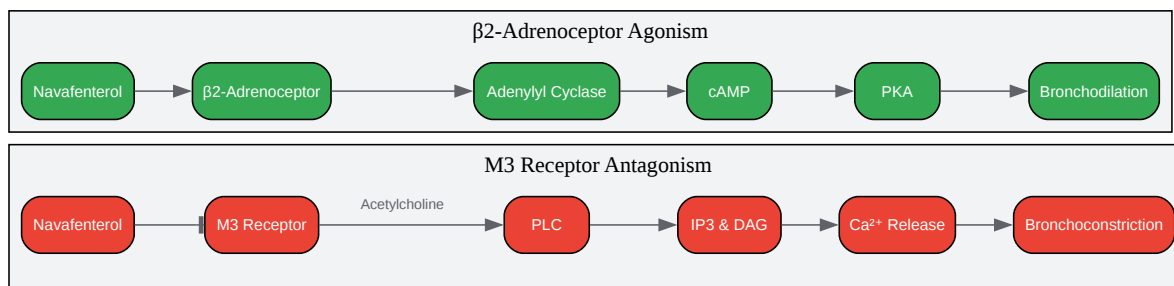 β2-Adrenoceptor Agonism
Navafenterol
β2-Adrenoceptor
Adenylyl Cyclase
cAMP
PKA
Bronchodilation
M3 Receptor Antagonism
Navafenterol
M3 Receptor
Acetylcholine
PLC
IP3 & DAG
Ca²⁺ Release
Bronchoconstriction